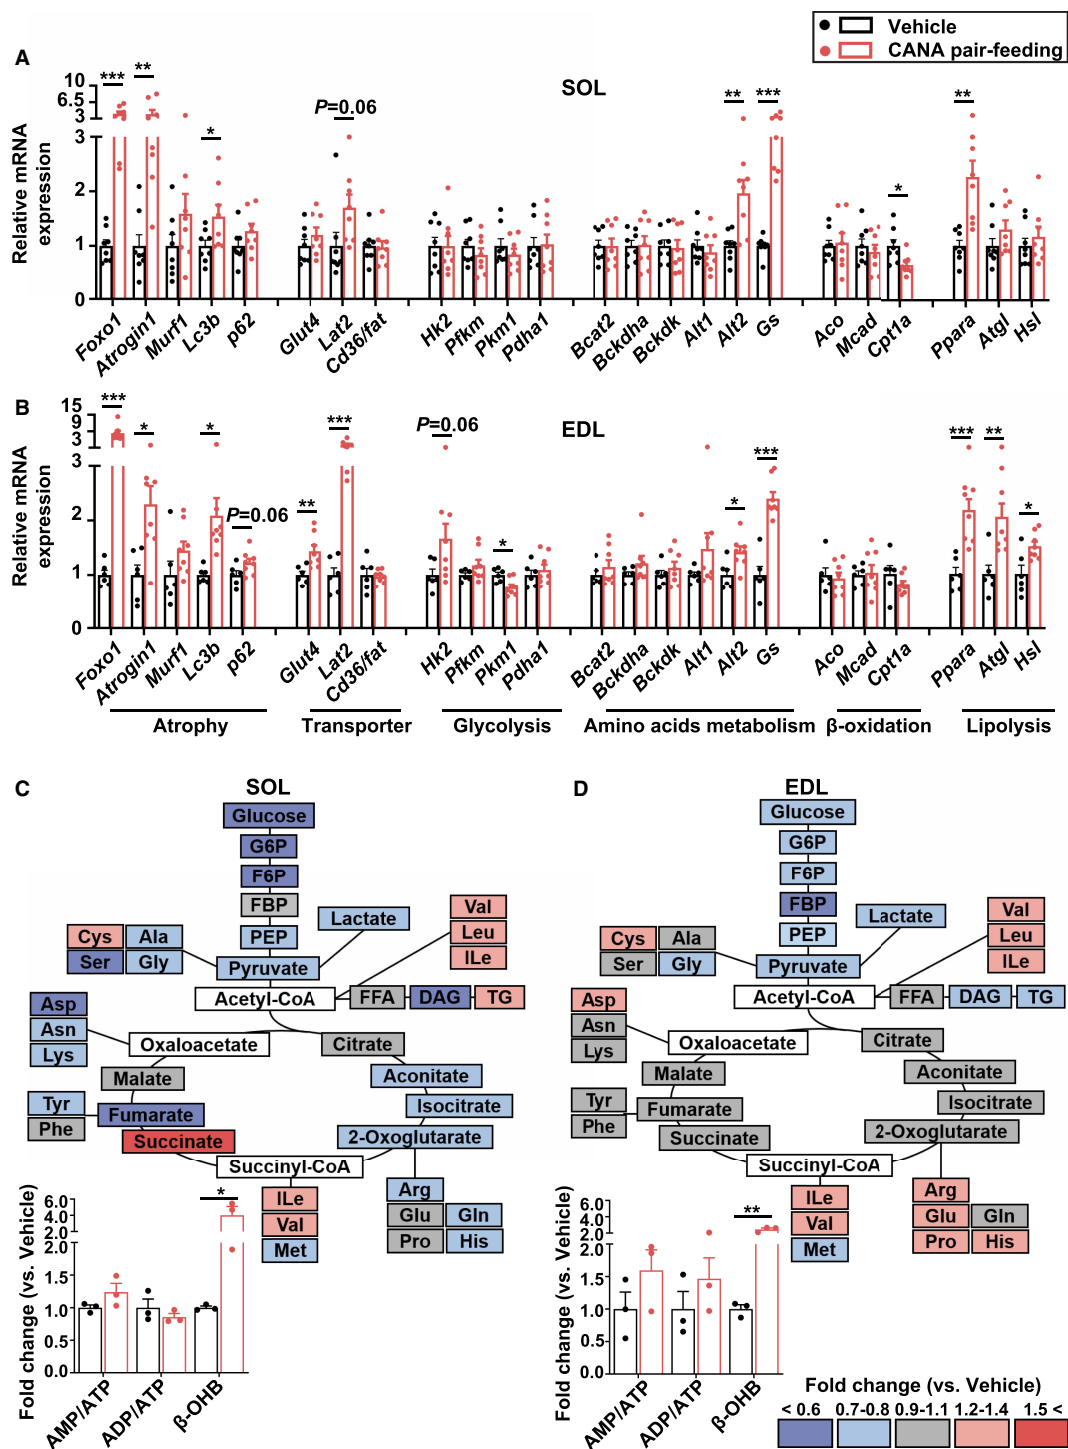 Vehicle
CANA pair-feeding
A
SOL
Relative mRNA
expression
10
6.5
3
3
2
1
0
*** ** * P=0.06 ** *** * **
Foxo1 Atrogin1 Murf1 Lc3b p62 Glut4 Lat2 Cd36/fat Hk2 Pfkm Pkm1 Pdha1 Bcat2 Bckdha Bckdk Alt1 Alt2 Gs Aco Mcad Cpt1a Ppara Atgl Hsl
B
EDL
Relative mRNA
expression
15
9
3
2
1
0
*** * * P=0.06 ** *** P=0.06 * * *** *** ** *
Foxo1 Atrogin1 Murf1 Lc3b p62 Glut4 Lat2 Cd36/fat Hk2 Pfkm Pkm1 Pdha1 Bcat2 Bckdha Bckdk Alt1 Alt2 Gs Aco Mcad Cpt1a Ppara Atgl Hsl
Atrophy Transporter Glycolysis Amino acids metabolism β-oxidation Lipolysis
C
SOL
Glucose
G6P
F6P
FBP
PEP
Lactate
Val
Leu
ILe
Cys Ala
Ser Gly
Pyruvate
Acetyl-CoA
FFA DAG TG
Asp
Asn
Lys
Oxaloacetate
Citrate
Malate
Aconitate
Tyr
Phe
Fumarate
Isocitrate
Succinate
2-Oxoglutarate
Succinyl-CoA
ILe
Val
Met
Arg
Glu Gln
Pro His
Fold change (vs. Vehicle)
6.0
4.0
2.0
1.5
1.0
0.5
0.0
*
AMP/ATP ADP/ATP β-OHB
D
EDL
Glucose
G6P
F6P
FBP
PEP
Lactate
Val
Leu
ILe
Cys Ala
Ser Gly
Pyruvate
Acetyl-CoA
FFA DAG TG
Asp
Asn
Lys
Oxaloacetate
Citrate
Malate
Aconitate
Tyr
Phe
Fumarate
Isocitrate
Succinate
2-Oxoglutarate
Succinyl-CoA
ILe
Val
Met
Arg
Glu Gln
Pro His
Fold change (vs. Vehicle)
6.0
4.0
2.0
1.5
1.0
0.5
0.0
**
AMP/ATP ADP/ATP β-OHB
Fold change (vs. Vehicle)
< 0.6 0.7-0.8 0.9-1.1 1.2-1.4 1.5 <